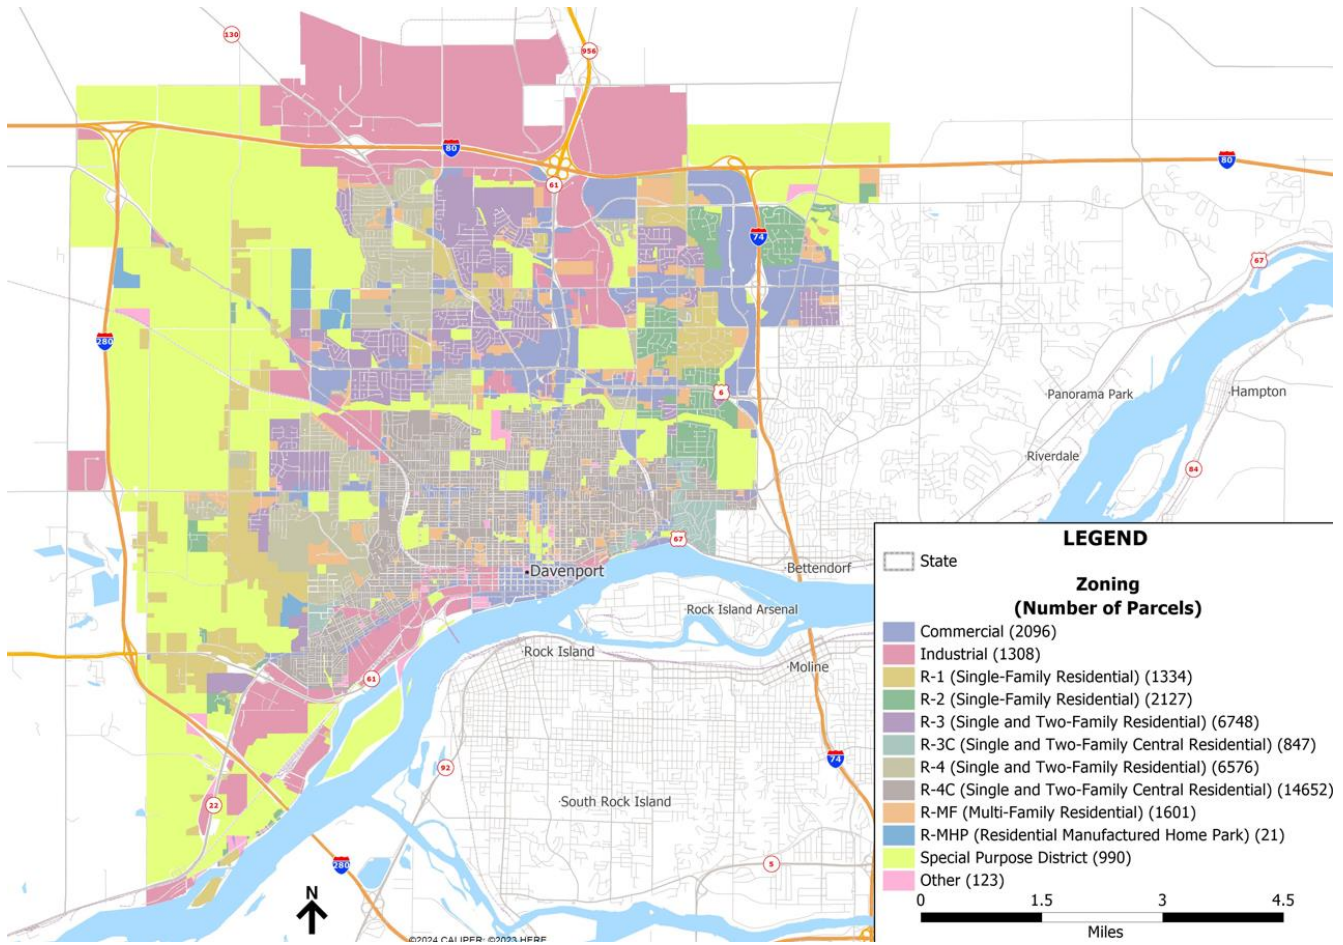 130
956
80
61
80
74
67
280
6
Panorama Park
Hampton
Riverdale
84
67
Davenport
Bettendorf
Rock Island Arsenal
Rock Island
Moline
61
92
74
22
South Rock Island
280
5
N
©2024 CALIPER; ©2023 HERE
LEGEND
State
Zoning
(Number of Parcels)
Commercial (2096)
Industrial (1308)
R-1 (Single-Family Residential) (1334)
R-2 (Single-Family Residential) (2127)
R-3 (Single and Two-Family Residential) (6748)
R-3C (Single and Two-Family Central Residential) (847)
R-4 (Single and Two-Family Residential) (6576)
R-4C (Single and Two-Family Central Residential) (14652)
R-MF (Multi-Family Residential) (1601)
R-MHP (Residential Manufactured Home Park) (21)
Special Purpose District (990)
Other (123)
0 1.5 3 4.5
Miles